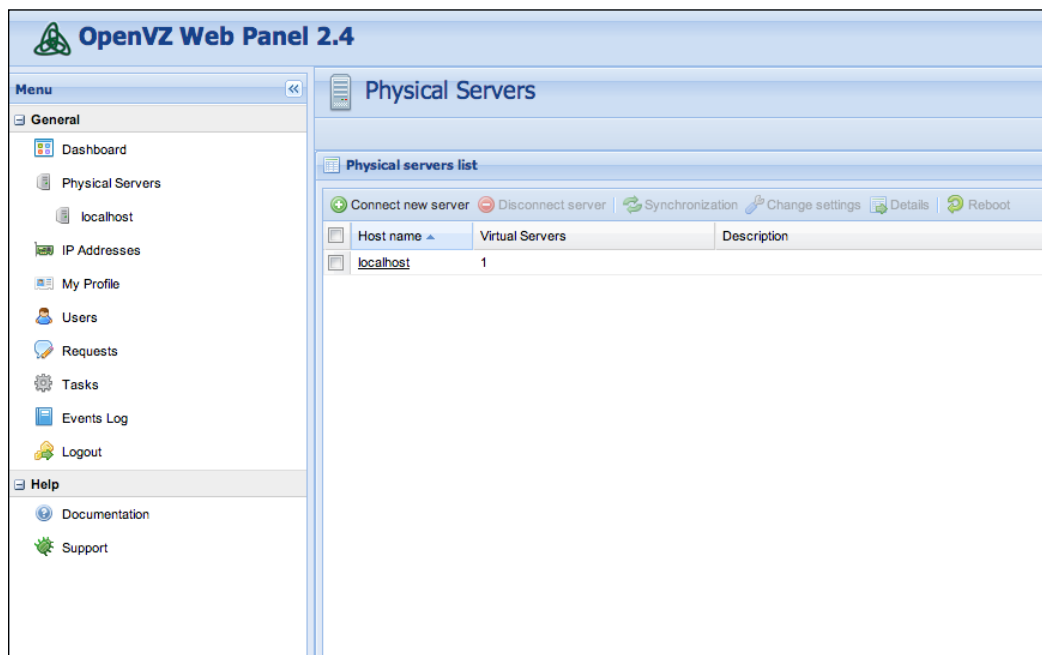 OpenVZ Web Panel 2.4
Menu
General
Dashboard
Physical Servers
localhost
IP Addresses
My Profile
Users
Requests
Tasks
Events Log
Logout
Help
Documentation
Support
Physical Servers
Physical servers list
Connect new server Disconnect server Synchronization Change settings Details Reboot
Host name Virtual Servers Description
localhost 1